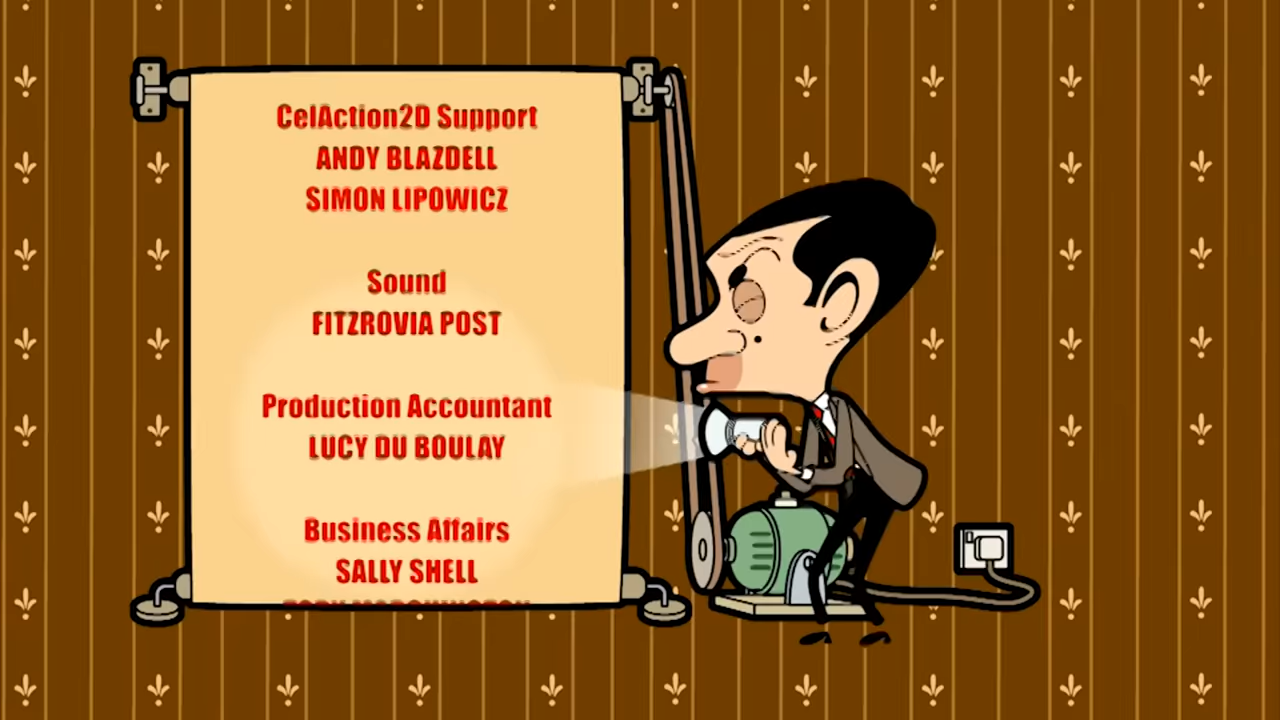 CelAction2D Support
ANDY BLAZDELL
SIMON LIPOWICZ
Sound
FITZROVIA POST
Production Accountant
LUCY DU BOULAY
Business Affairs
SALLY SHELL